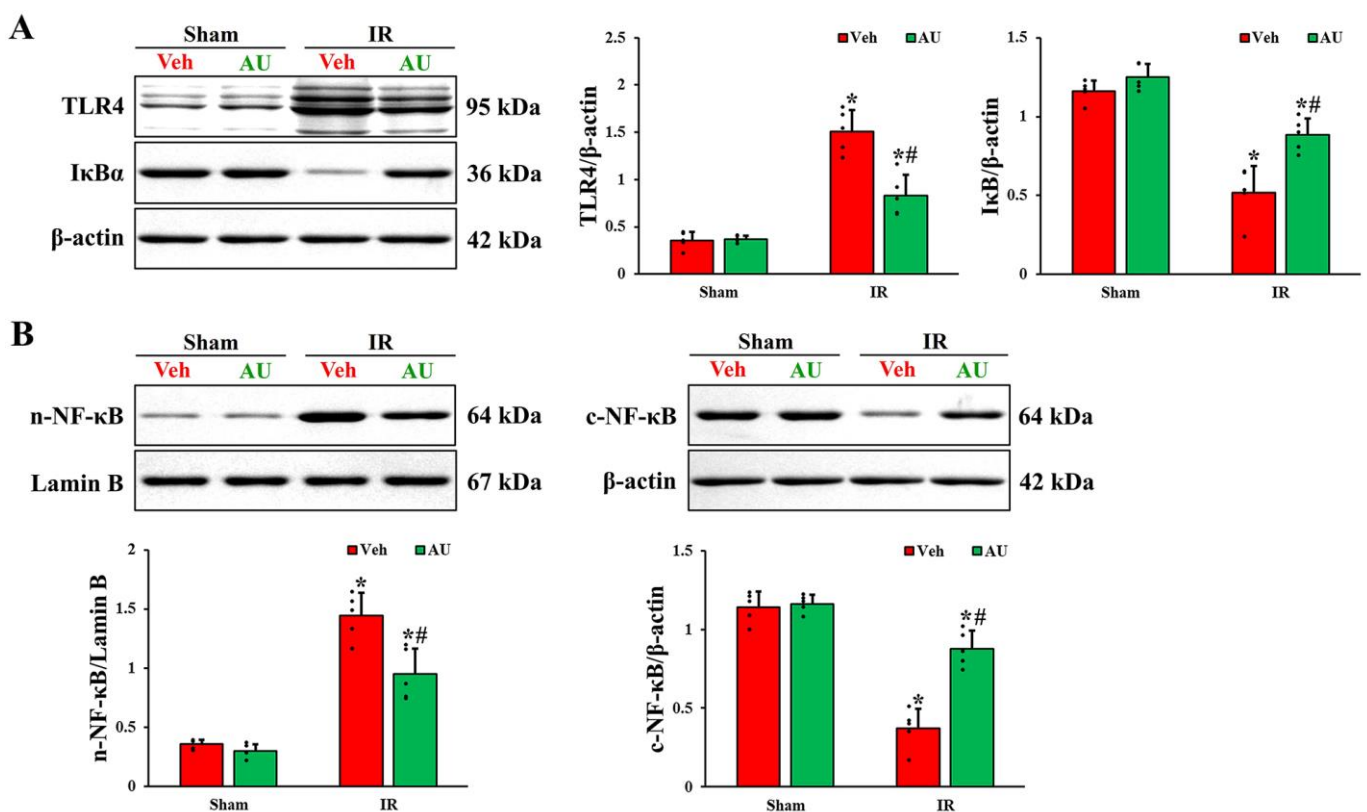 A
Sham IR
Veh AU Veh AU
TLR4 95 kDa
IκBα 36 kDa
β-actin 42 kDa
TLR4/β-actin
Veh AU
2.5
2
1.5
1
0.5
0
* *#
Sham IR
IκB/β-actin
Veh AU
1.5
1
0.5
0
* *#
Sham IR
B
Sham IR
Veh AU Veh AU
n-NF-κB 64 kDa
Lamin B 67 kDa
Sham IR
Veh AU Veh AU
c-NF-κB 64 kDa
β-actin 42 kDa
n-NF-κB/Lamin B
Veh AU
2
1.5
1
0.5
0
* *#
Sham IR
c-NF-κB/β-actin
Veh AU
1.5
1
0.5
0
* *#
Sham IR